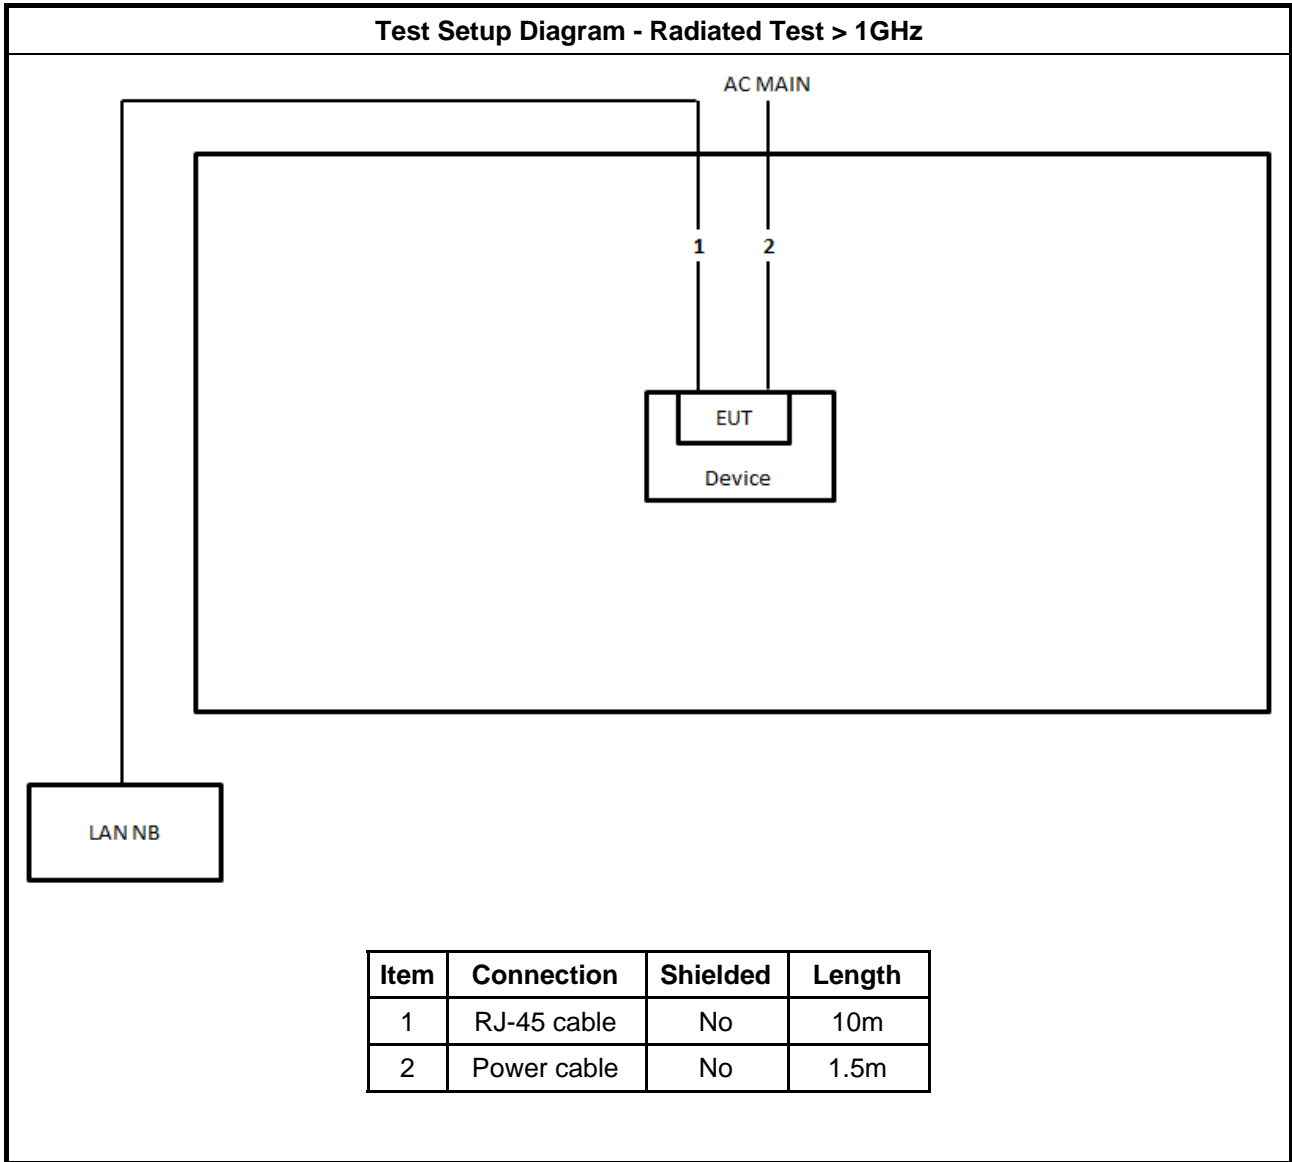 Test Setup Diagram - Radiated Test > 1GHz
AC MAIN
1 2
EUT
Device
LAN NB
Item Connection Shielded Length
1 RJ-45 cable No 10m
2 Power cable No 1.5m